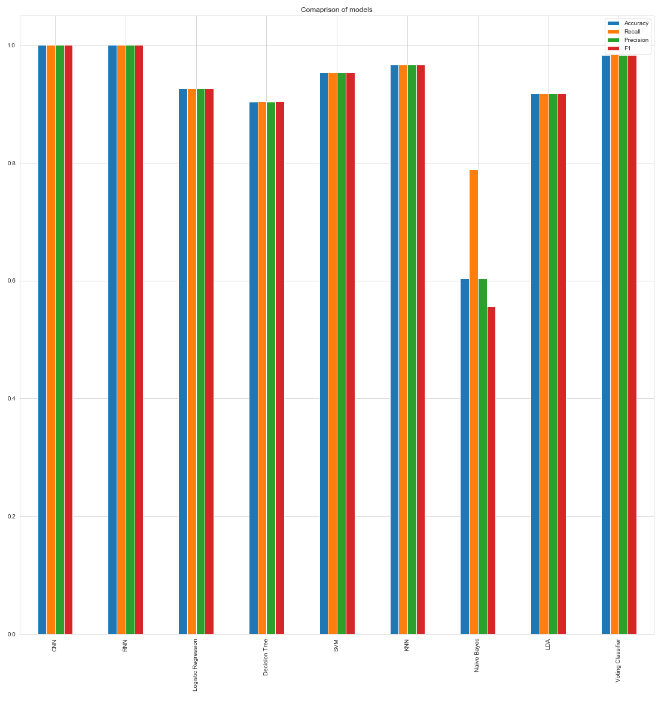 Comaprison of models
Accuracy
Recall
Precision
F1
1.0
0.8
0.6
0.4
0.2
0.0
CNN
RNN
Logistic Regression
Decision Tree
SVM
KNN
Naive Bayes
LDA
Voting Classifier